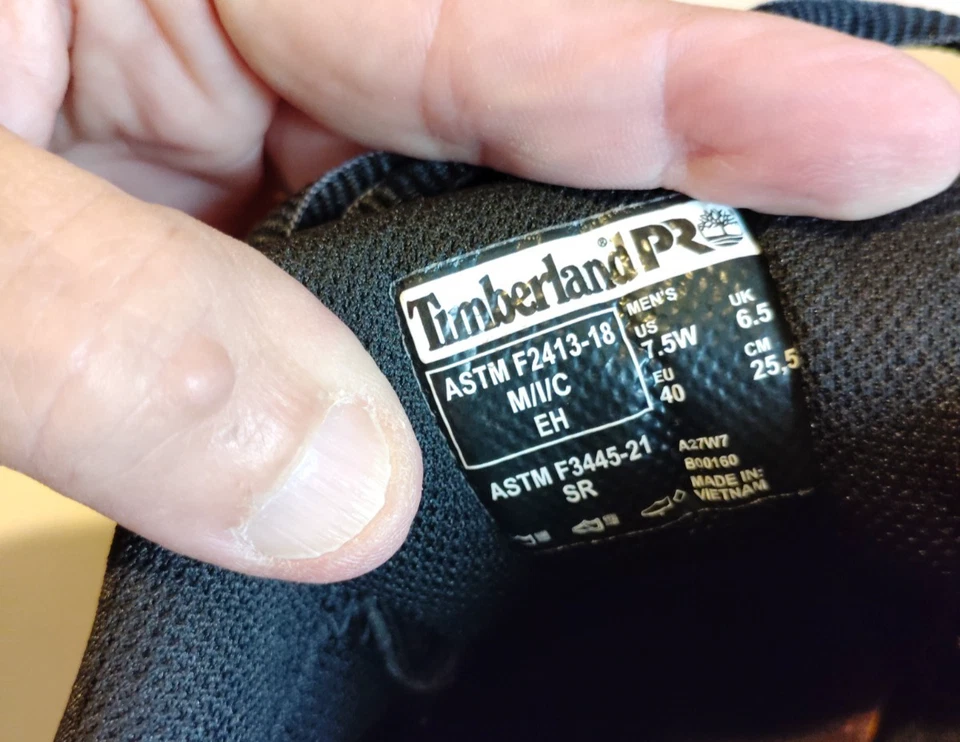 Timberland® PRO
ASTM F2413-18
M/I/C
EH
ASTM F3445-21
SR
MEN'S
US
7.5W
EU
40
UK
6.5
CM
25,5
A27W7
B00160
MADE IN:
VIETNAM